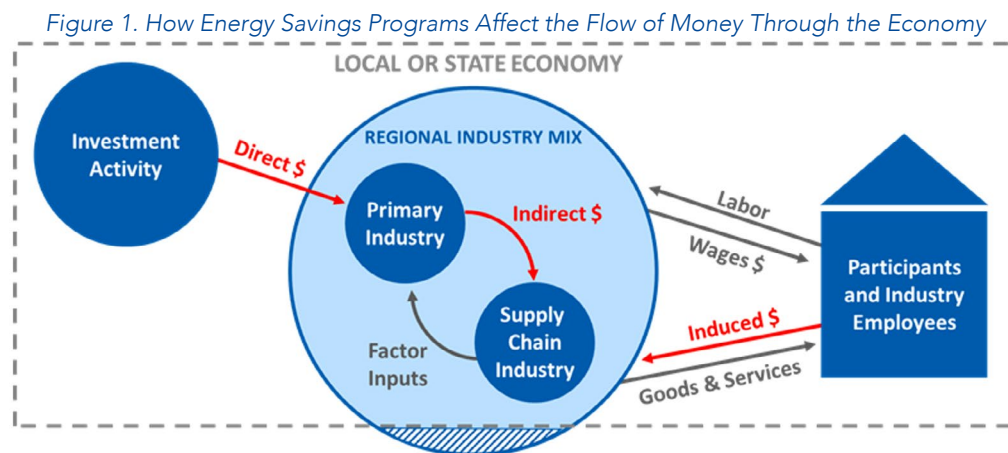 Figure 1. How Energy Savings Programs Affect the Flow of Money Through the Economy
LOCAL OR STATE ECONOMY
Investment
Activity
Direct $
REGIONAL INDUSTRY MIX
Primary
Industry
Indirect $
Supply
Chain
Industry
Factor
Inputs
Labor
Wages $
Induced $
Goods & Services
Participants
and Industry
Employees